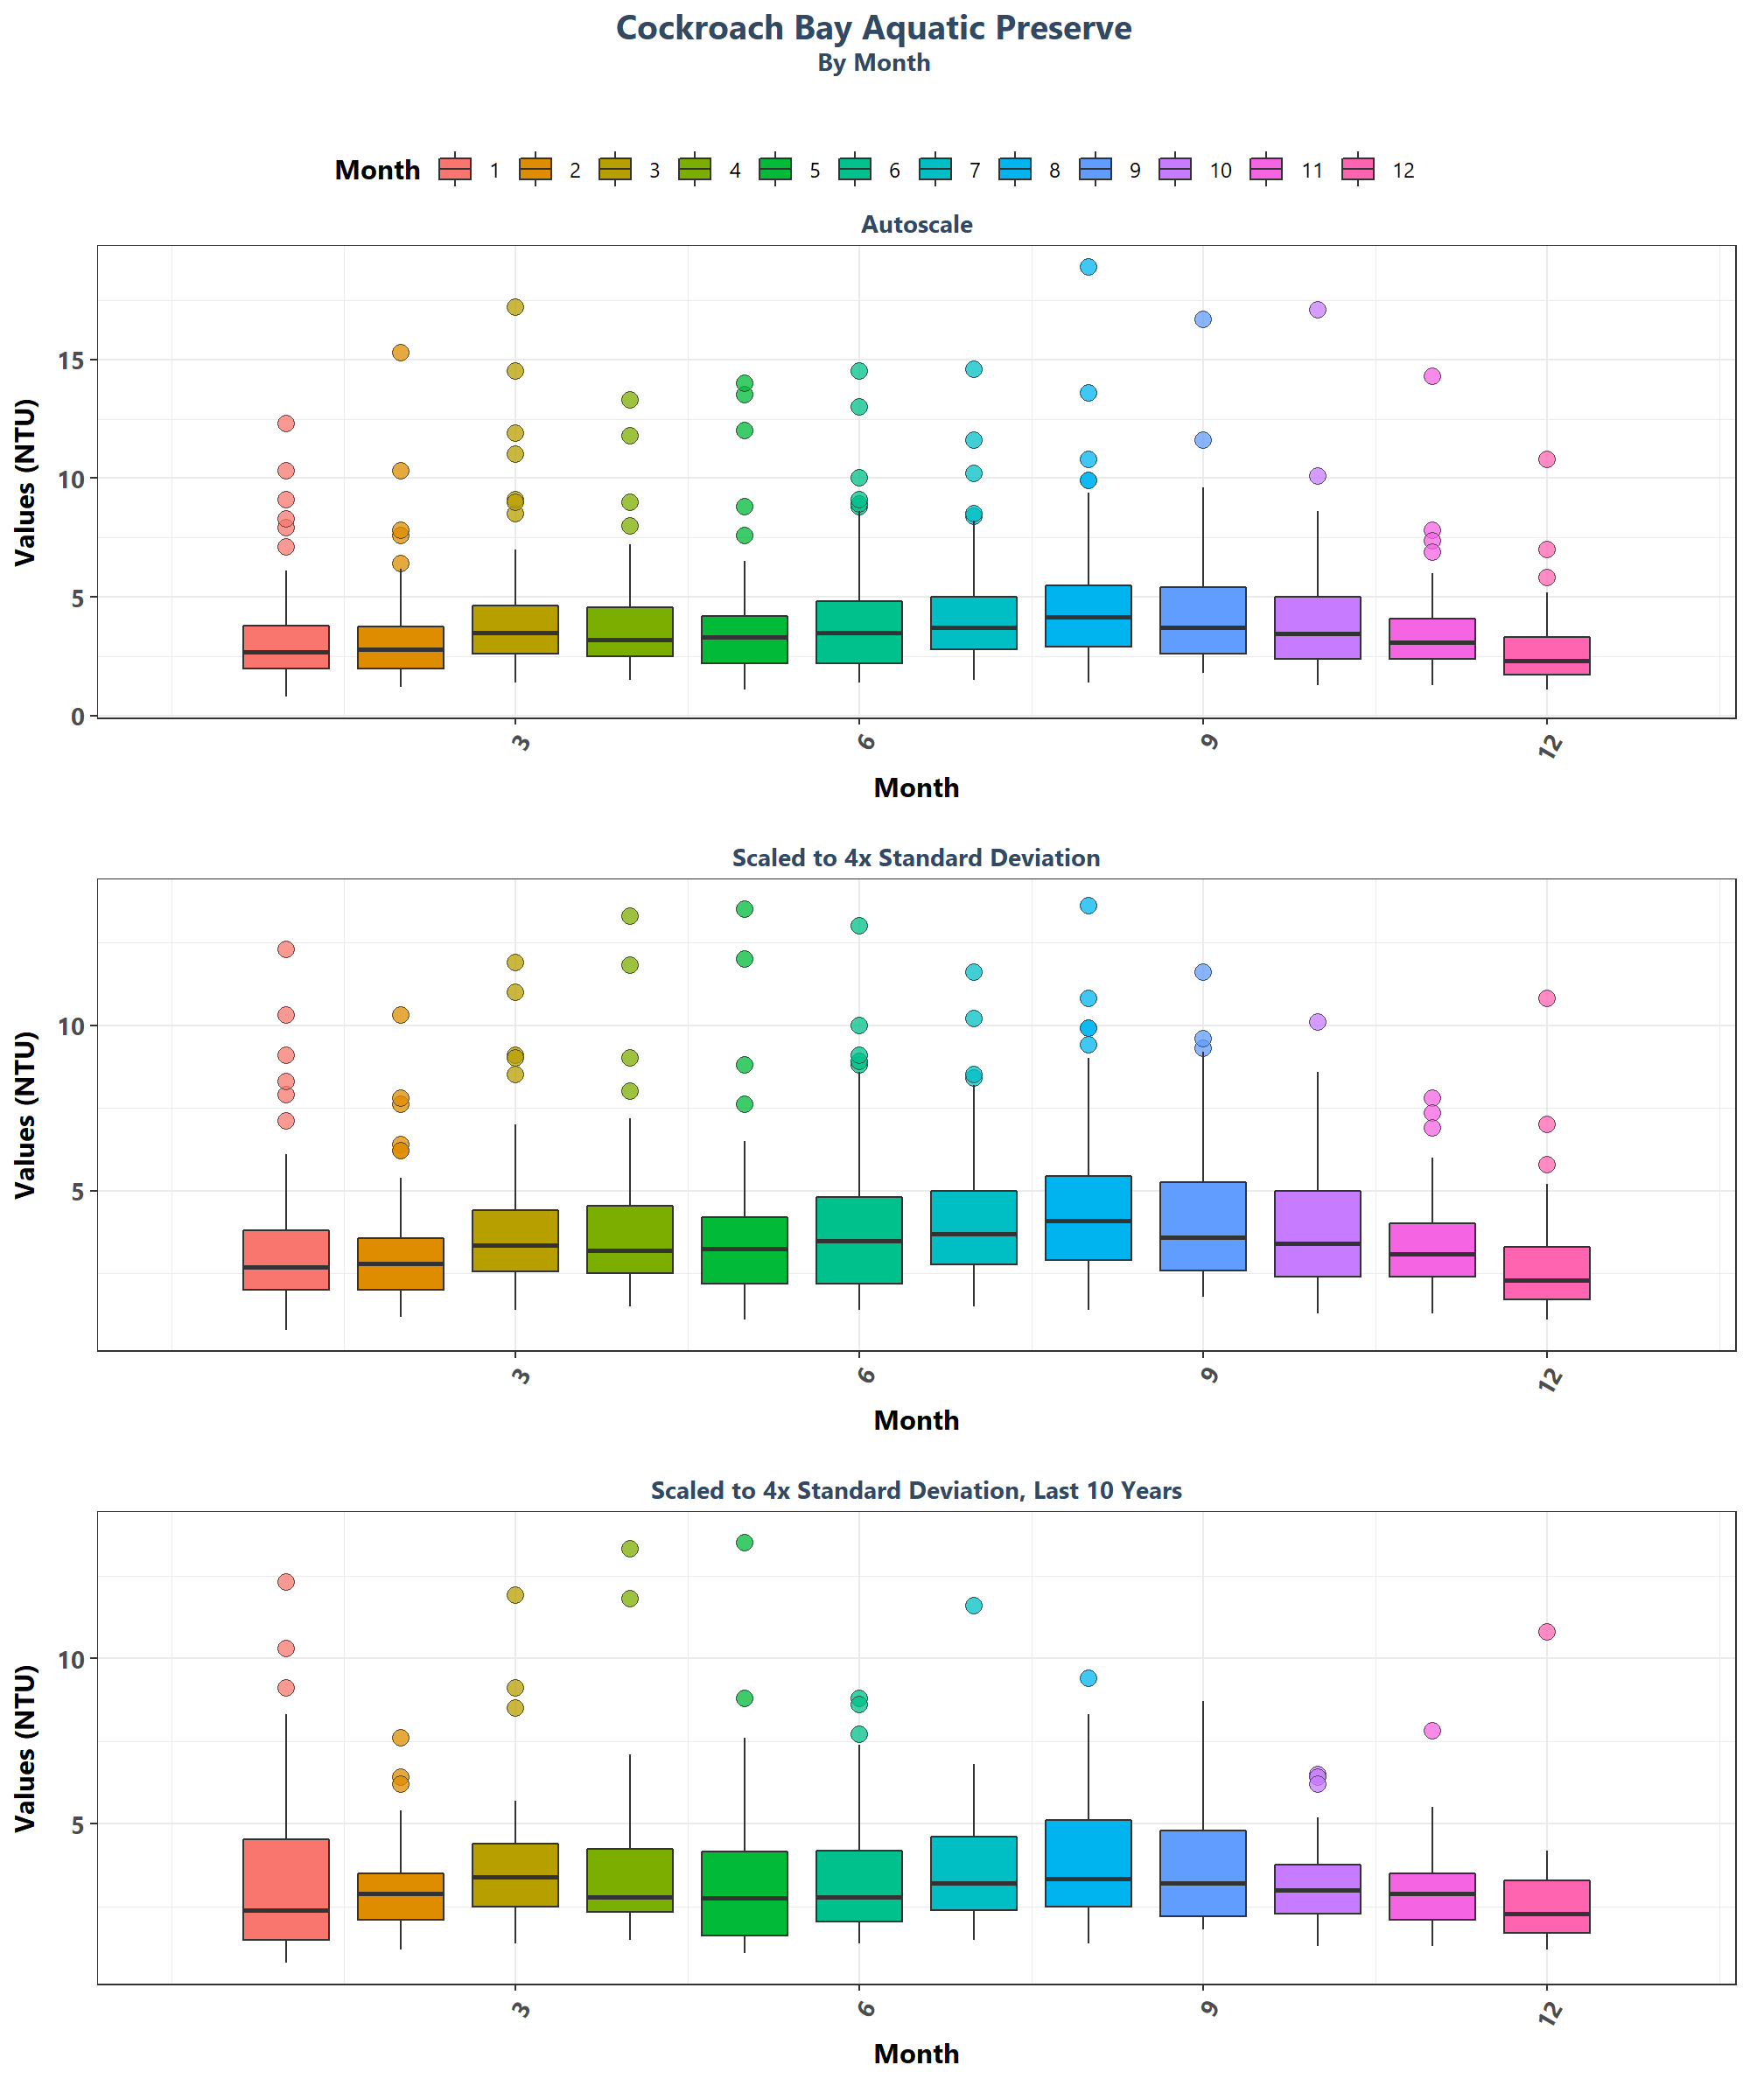 Cockroach Bay Aquatic Preserve
By Month
Month 1 2 3 4 5 6 7 8 9 10 11 12
Autoscale
Values (NTU)
15
10
5
0
3 6 9 12
Month
Scaled to 4x Standard Deviation
Values (NTU)
10
5
3 6 9 12
Month
Scaled to 4x Standard Deviation, Last 10 Years
Values (NTU)
10
5
3 6 9 12
Month